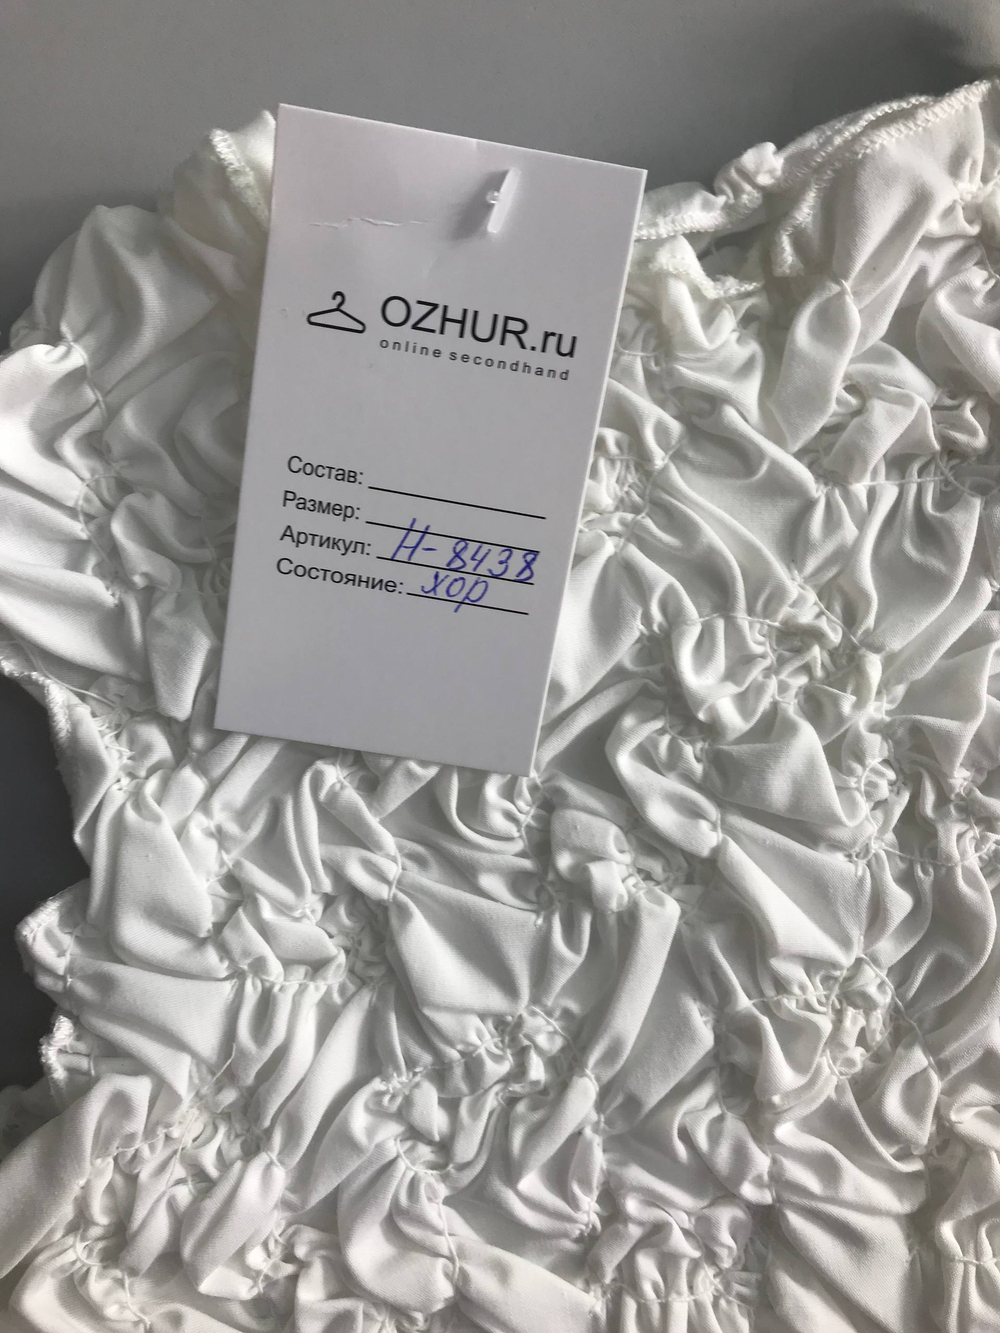 OZHUR.ru
online secondhand
Состав:
Размер:
Артикул: Н-8438
Состояние: хор